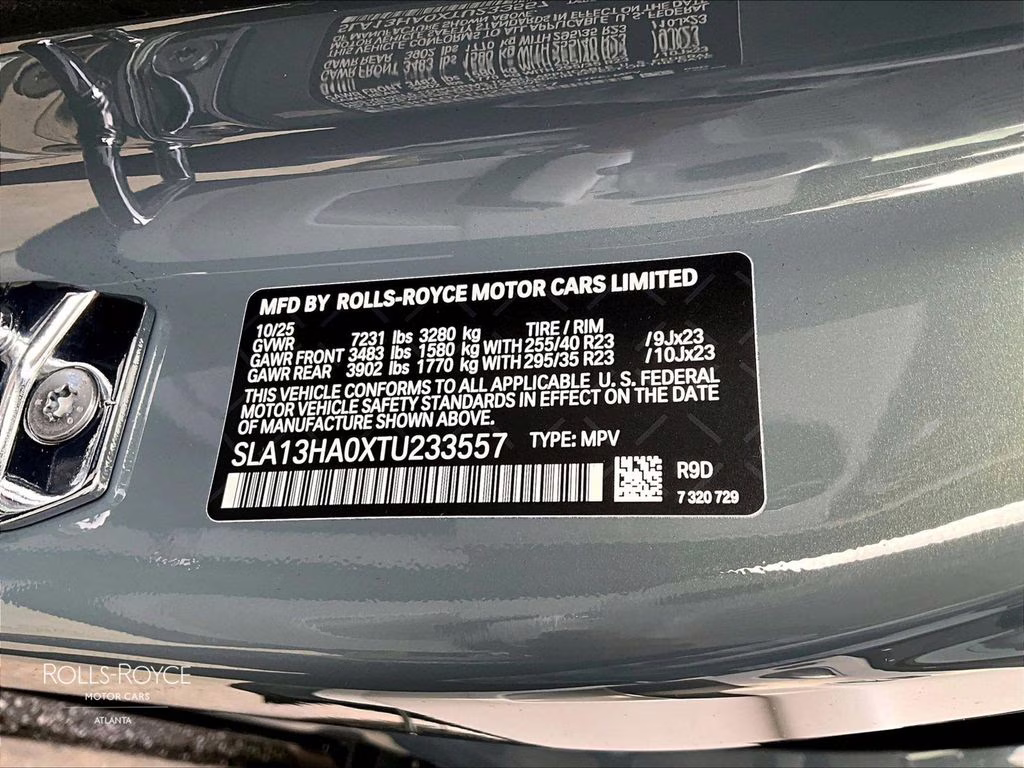 MFD BY ROLLS-ROYCE MOTOR CARS LIMITED
10/25 TIRE / RIM
GVWR 7231 lbs 3280 kg
GAWR FRONT 3483 lbs 1580 kg WITH 255/40 R23 /9Jx23
GAWR REAR 3902 lbs 1770 kg WITH 295/35 R23 /10Jx23
THIS VEHICLE CONFORMS TO ALL APPLICABLE U. S. FEDERAL
MOTOR VEHICLE SAFETY STANDARDS IN EFFECT ON THE DATE
OF MANUFACTURE SHOWN ABOVE.
SLA13HA0XTU233557 TYPE: MPV
R9D
7 320 729
ROLLS-ROYCE
MOTOR CARS
ATLANTA